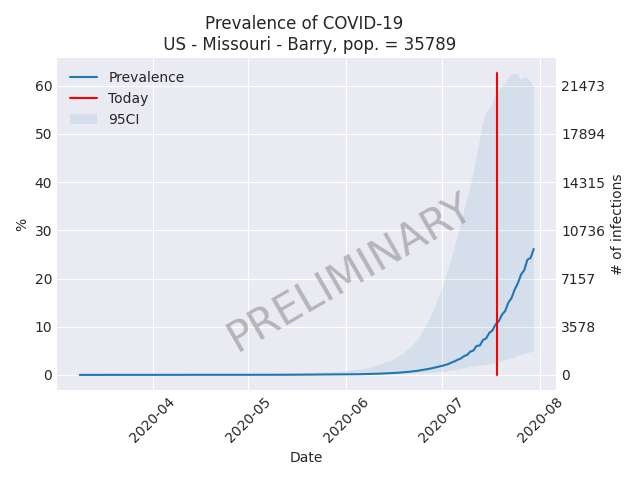 Prevalence of COVID-19
US - Missouri - Barry, pop. = 35789
Prevalence
Today
95CI
60
50
40
30
20
10
0
%
21473
17894
14315
10736
7157
3578
0
# of infections
PRELIMINARY
2020-04
2020-05
2020-06
2020-07
2020-08
Date